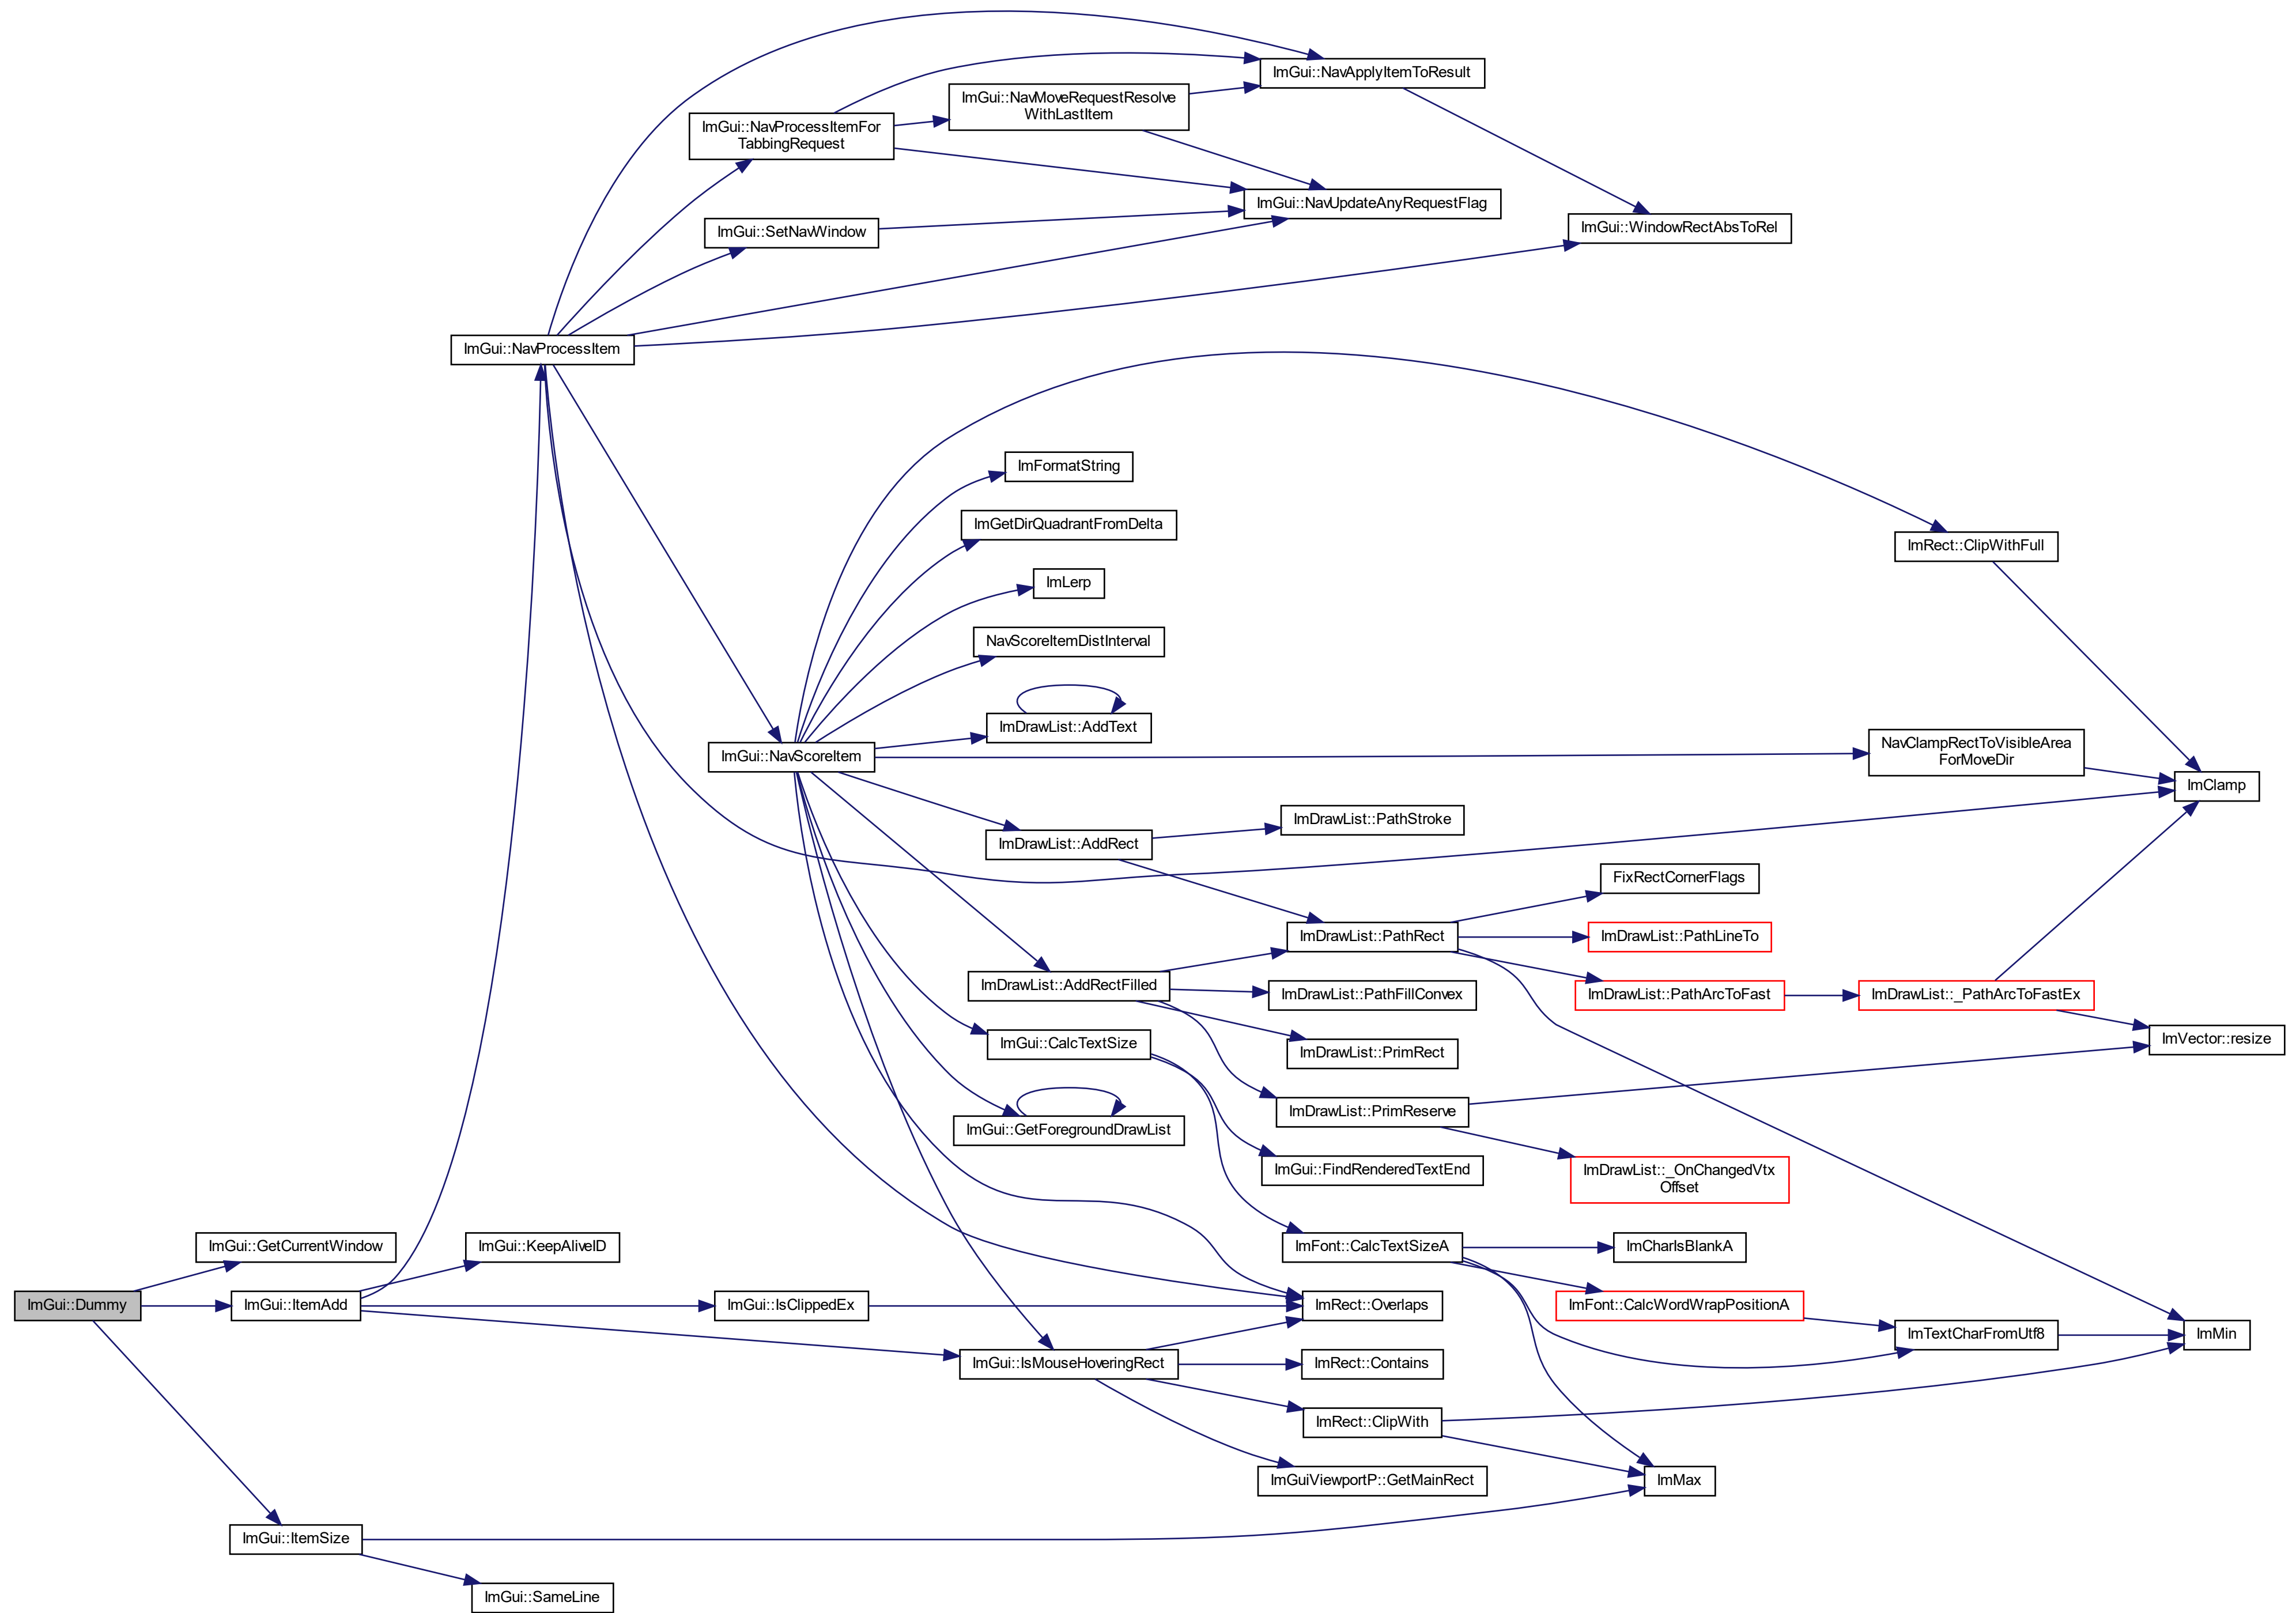 ImGui::NavApplyItemToResult
ImGui::NavMoveRequestResolve
WithLastItem
ImGui::NavProcessItemFor
TabbingRequest
ImGui::NavUpdateAnyRequestFlag
ImGui::SetNavWindow
ImGui::WindowRectAbsToRel
ImGui::NavProcessItem
ImFormatString
ImGetDirQuadrantFromDelta
ImRect::ClipWithFull
ImLerp
NavScoreItemDistInterval
ImDrawList::AddText
ImGui::NavScoreItem
NavClampRectToVisibleArea
ForMoveDir
ImClamp
ImDrawList::PathStroke
ImDrawList::AddRect
FixRectCornerFlags
ImDrawList::PathRect
ImDrawList::PathLineTo
ImDrawList::AddRectFilled
ImDrawList::PathFillConvex
ImDrawList::PathArcToFast
ImDrawList::_PathArcToFastEx
ImGui::CalcTextSize
ImDrawList::PrimRect
ImVector::resize
ImDrawList::PrimReserve
ImGui::GetForegroundDrawList
ImGui::FindRenderedTextEnd
ImDrawList::_OnChangedVtx
Offset
ImGui::GetCurrentWindow
ImGui::KeepAliveID
ImFont::CalcTextSizeA
ImCharIsBlankA
ImGui::Dummy
ImGui::ItemAdd
ImGui::IsClippedEx
ImRect::Overlaps
ImFont::CalcWordWrapPositionA
ImTextCharFromUtf8
ImMin
ImGui::IsMouseHoveringRect
ImRect::Contains
ImRect::ClipWith
ImGuiViewportP::GetMainRect
ImMax
ImGui::ItemSize
ImGui::SameLine